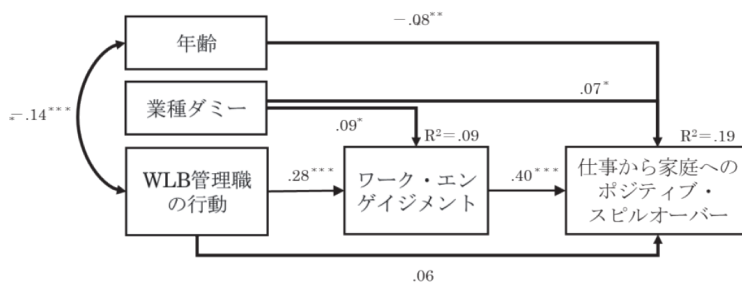 −.08**
年齢
.07*
−.14***
業種ダミー
.09*
R²=.09
R²=.19
WLB管理職
の行動
.28***
ワーク・エン
ゲイジメント
.40***
仕事から家庭への
ポジティブ・
スピルオーバー
.06